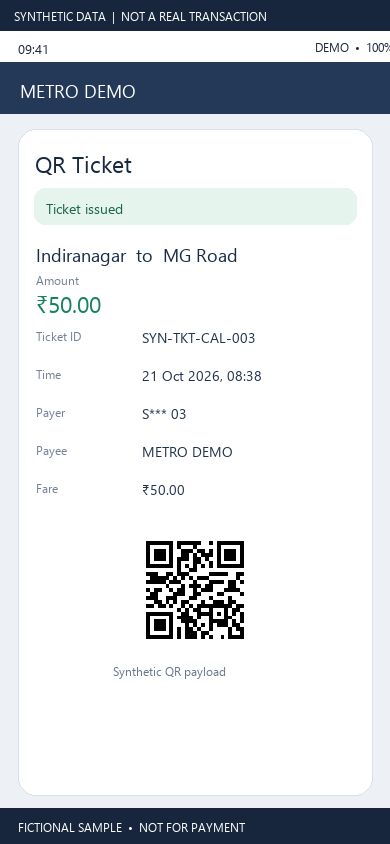 SYNTHETIC DATA | NOT A REAL TRANSACTION
09:41 DEMO • 100%
METRO DEMO
QR Ticket
Ticket issued
Indiranagar to MG Road
Amount
₹50.00
Ticket ID SYN-TKT-CAL-003
Time 21 Oct 2026, 08:38
Payer S*** 03
Payee METRO DEMO
Fare ₹50.00
Synthetic QR payload
FICTIONAL SAMPLE • NOT FOR PAYMENT